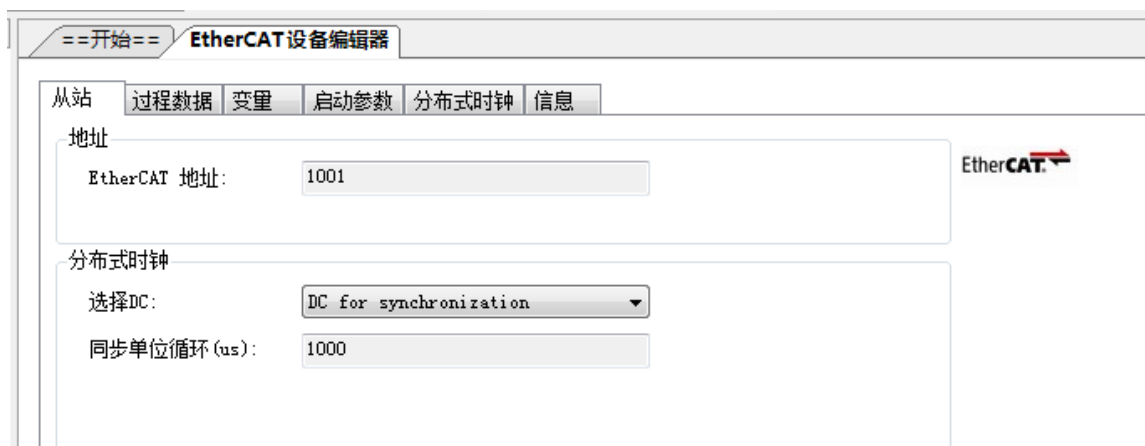 ==开始== EtherCAT设备编辑器
从站 过程数据 变量 启动参数 分布式时钟 信息
地址
EtherCAT 地址: 1001
EtherCAT
分布式时钟
选择DC: DC for synchronization
同步单位循环(us): 1000